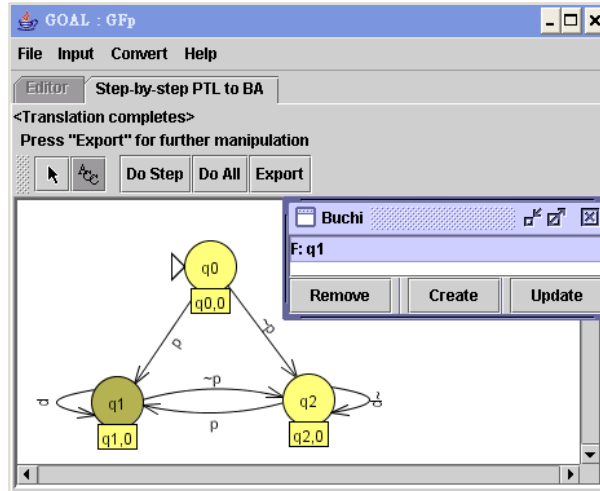 GOAL : GFp
File Input Convert Help
Editor Step-by-step PTL to BA
<Translation completes>
Press "Export" for further manipulation
Acc Do Step Do All Export
Buchi
F: q1
Remove Create Update
q0
q0,0
p ~p
p q1 ~p q2 ~p
p
q1,0 q2,0